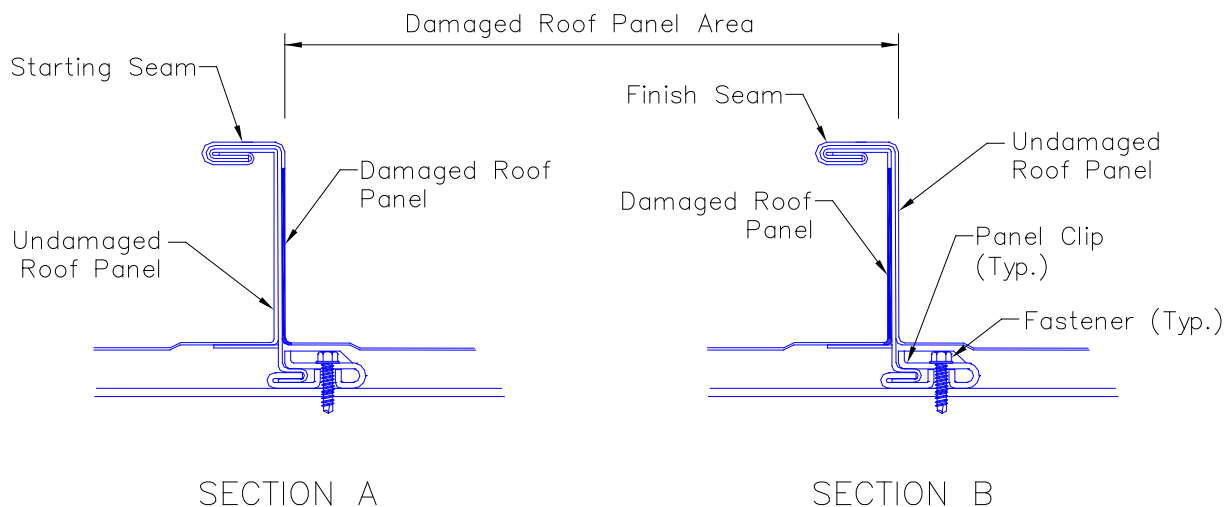 Damaged Roof Panel Area
Starting Seam
Damaged Roof
Panel
Undamaged
Roof Panel
Finish Seam
Undamaged
Roof Panel
Damaged Roof
Panel
Panel Clip
(Typ.)
Fastener (Typ.)
SECTION A
SECTION B